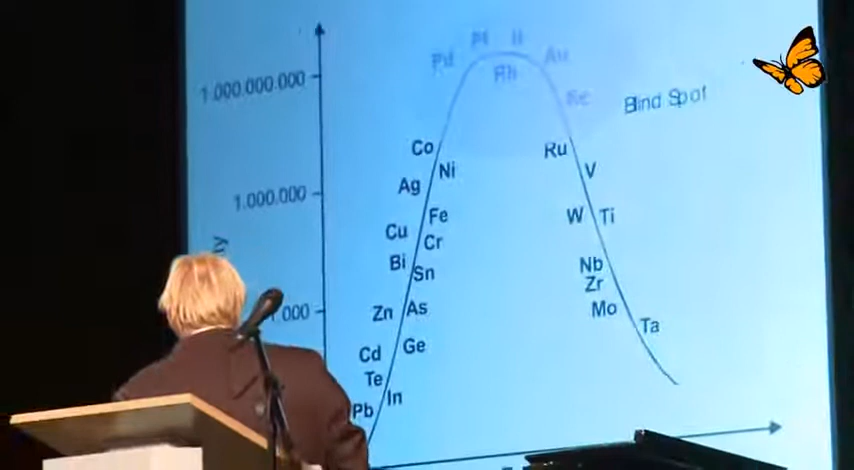 Pt
Ir
Pd
Au
Rh
1.000.000.000
Re
Blind Spot
Co
Ru
Ni
V
Ag
1.000.000
Fe
W
Ti
Cu
Cr
Bi
Nb
Sn
Zr
Zn
As
Mo
.000
Ta
Cd
Ge
Te
In
Pb